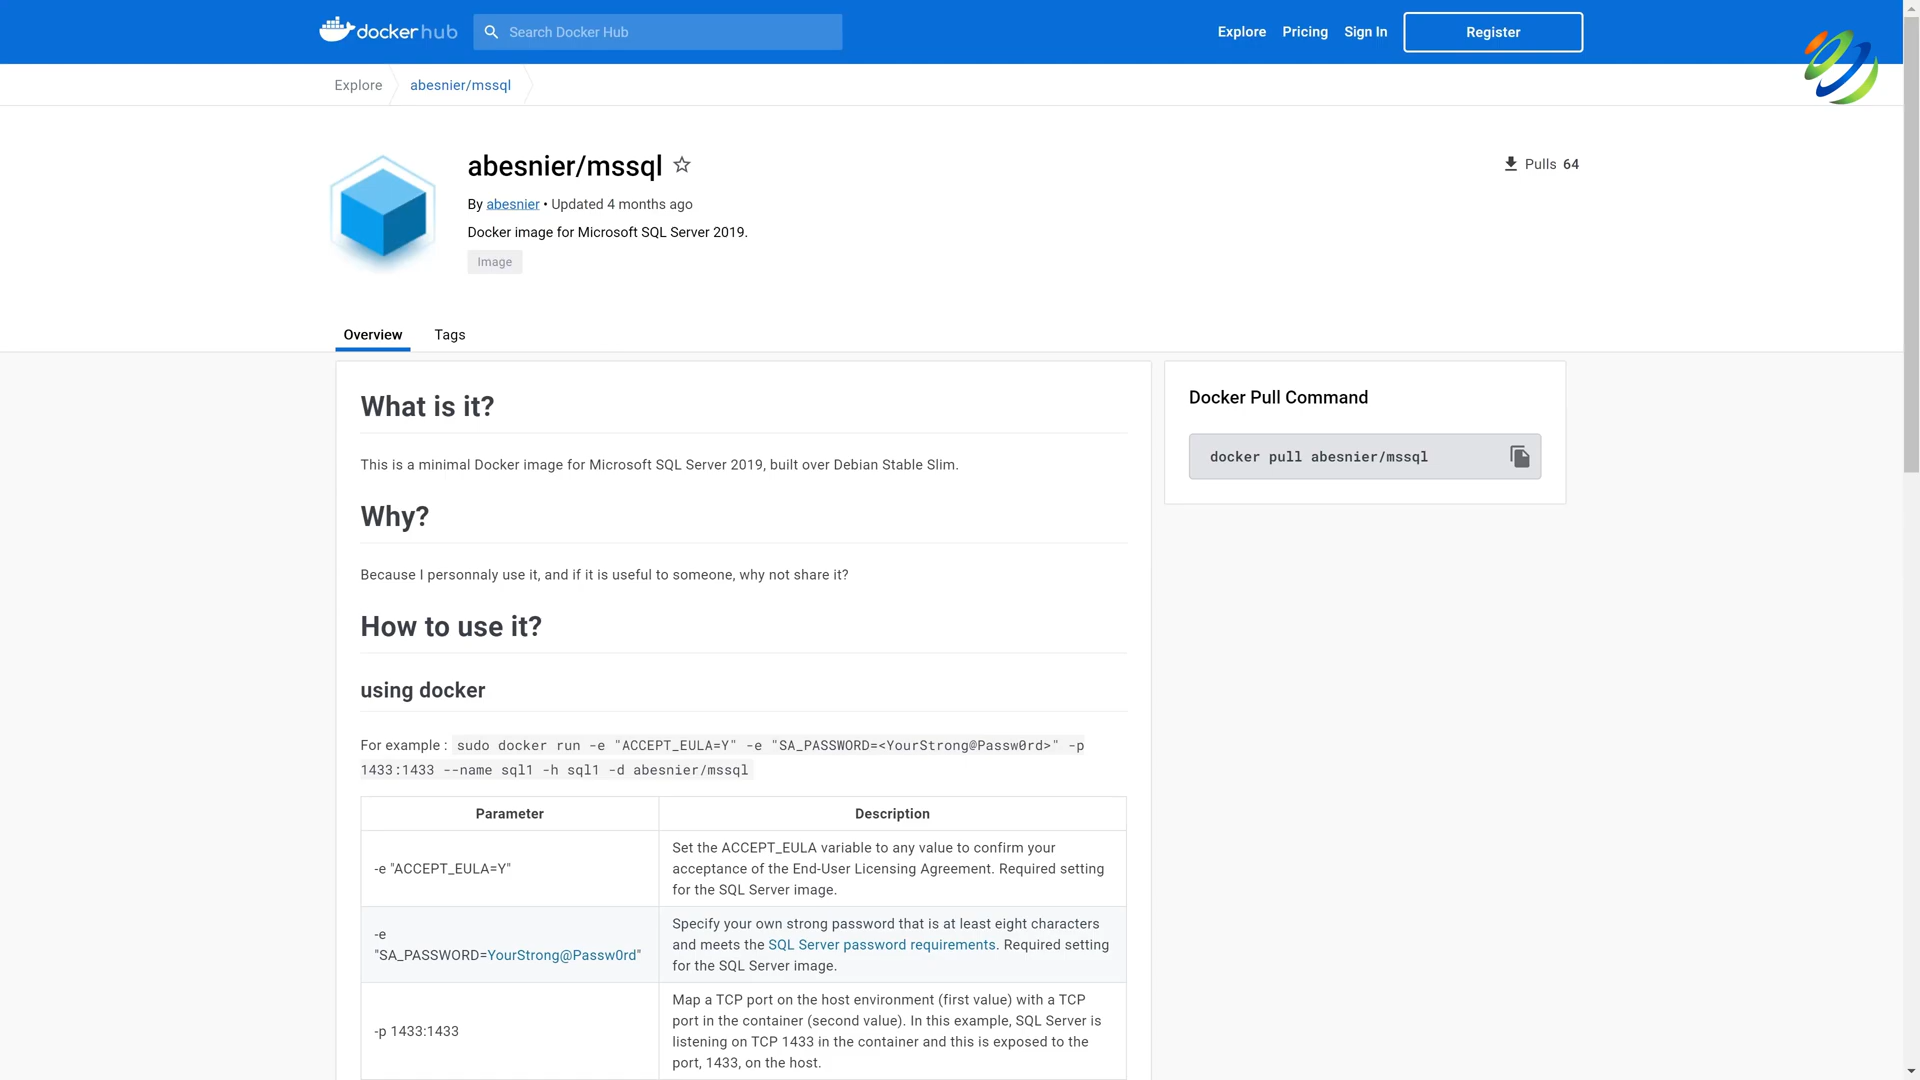 docker hub
Search Docker Hub
Explore
Pricing
Sign In
Register
Explore
abesnier/mssql
abesnier/mssql
Pulls 64
By abesnier • Updated 4 months ago
Docker image for Microsoft SQL Server 2019.
Image
Overview
Tags
What is it?
This is a minimal Docker image for Microsoft SQL Server 2019, built over Debian Stable Slim.
Why?
Because I personnaly use it, and if it is useful to someone, why not share it?
How to use it?
using docker
For example : sudo docker run -e "ACCEPT_EULA=Y" -e "SA_PASSWORD=<YourStrong@Passw0rd>" -p
1433:1433 --name sql1 -h sql1 -d abesnier/mssql
Parameter
Description
-e "ACCEPT_EULA=Y"
Set the ACCEPT_EULA variable to any value to confirm your
acceptance of the End-User Licensing Agreement. Required setting
for the SQL Server image.
-e
"SA_PASSWORD=YourStrong@Passw0rd"
Specify your own strong password that is at least eight characters
and meets the SQL Server password requirements. Required setting
for the SQL Server image.
-p 1433:1433
Map a TCP port on the host environment (first value) with a TCP
port in the container (second value). In this example, SQL Server is
listening on TCP 1433 in the container and this is exposed to the
port, 1433, on the host.
Docker Pull Command
docker pull abesnier/mssql